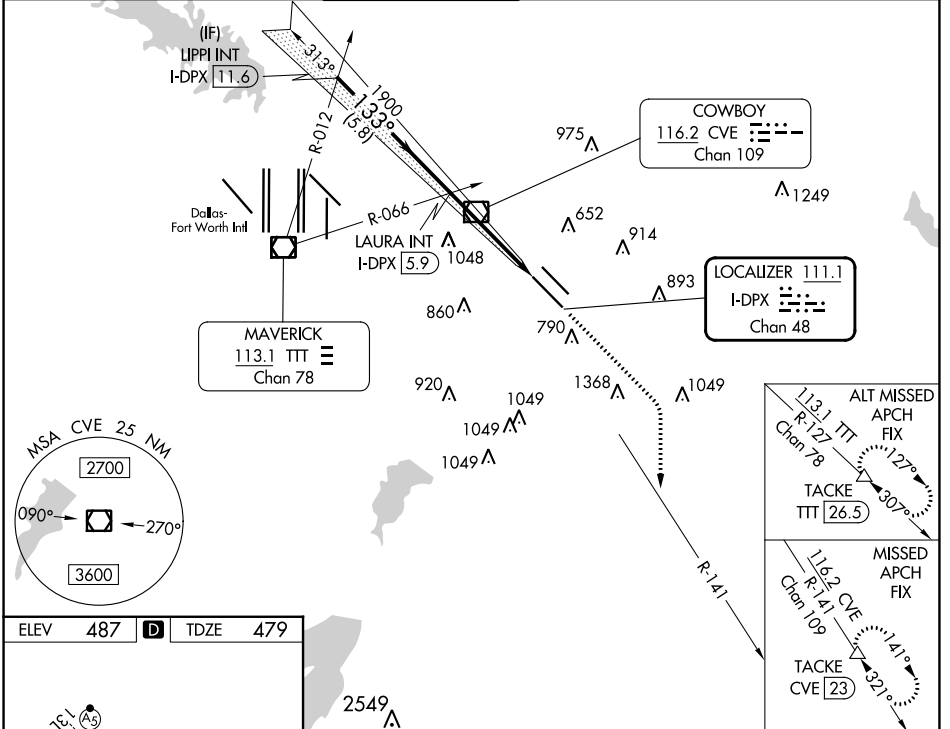 (IF)
LIPPI INT
I-DPX 11.6
313°
R-012
1900
133°
(5.8)
COWBOY
116.2 CVE
Chan 109
975
1249
Dallas-
Fort Worth Intl
R-066
LAURA INT
I-DPX 5.9
1048
652
914
893
LOCALIZER 111.1
I-DPX
Chan 48
860
790
MAVERICK
113.1 TTT
Chan 78
920
1368
1049
1049
1049
1049
MSA CVE 25 NM
2700
090°
270°
3600
R-141
ALT MISSED
APCH
FIX
113.1 TTT
R-127
Chan 78
127°
307°
TACKE
TTT 26.5
MISSED
APCH
FIX
116.2 CVE
R-141
Chan 109
141°
321°
TACKE
CVE 23
ELEV 487 D TDZE 479
13L
A5
2549